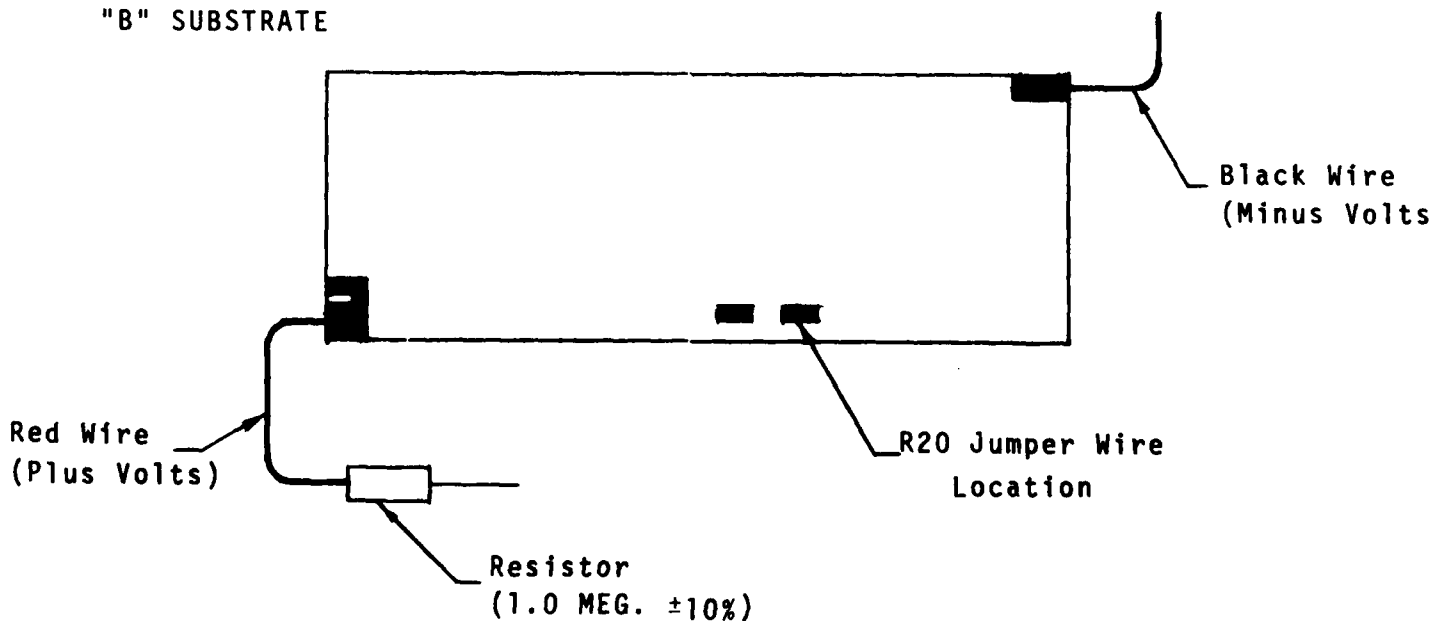 "B" SUBSTRATE
Black Wire
(Minus Volts
Red Wire
(Plus Volts)
R20 Jumper Wire
Location
Resistor
(1.0 MEG. ±10%)